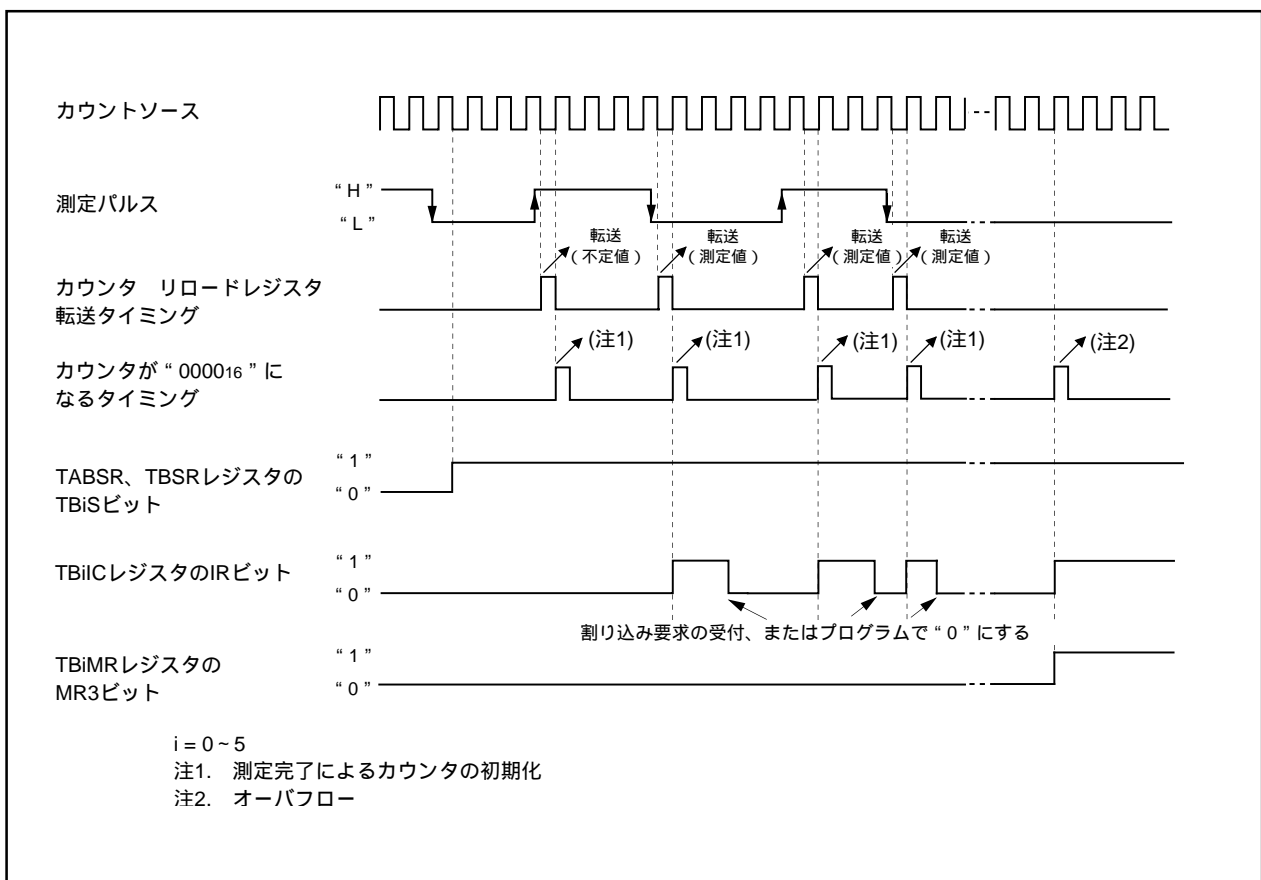 カウントソース
測定パルス
“ H ”
“ L ”
転送
( 不定値 )
転送
( 測定値 )
転送
( 測定値 )
転送
( 測定値 )
カウンタ　リロードレジスタ
転送タイミング
(注1)
(注1)
(注1)
(注1)
(注2)
カウンタが “ 000016 ” に
なるタイミング
TABSR、TBSRレジスタの
TBiSビット
“ 1 ”
“ 0 ”
TBiICレジスタのIRビット
“ 1 ”
“ 0 ”
割り込み要求の受付、またはプログラムで “ 0 ” にする
TBiMRレジスタの
MR3ビット
“ 1 ”
“ 0 ”
i = 0 ~ 5
注1.　測定完了によるカウンタの初期化
注2.　オーバフロー